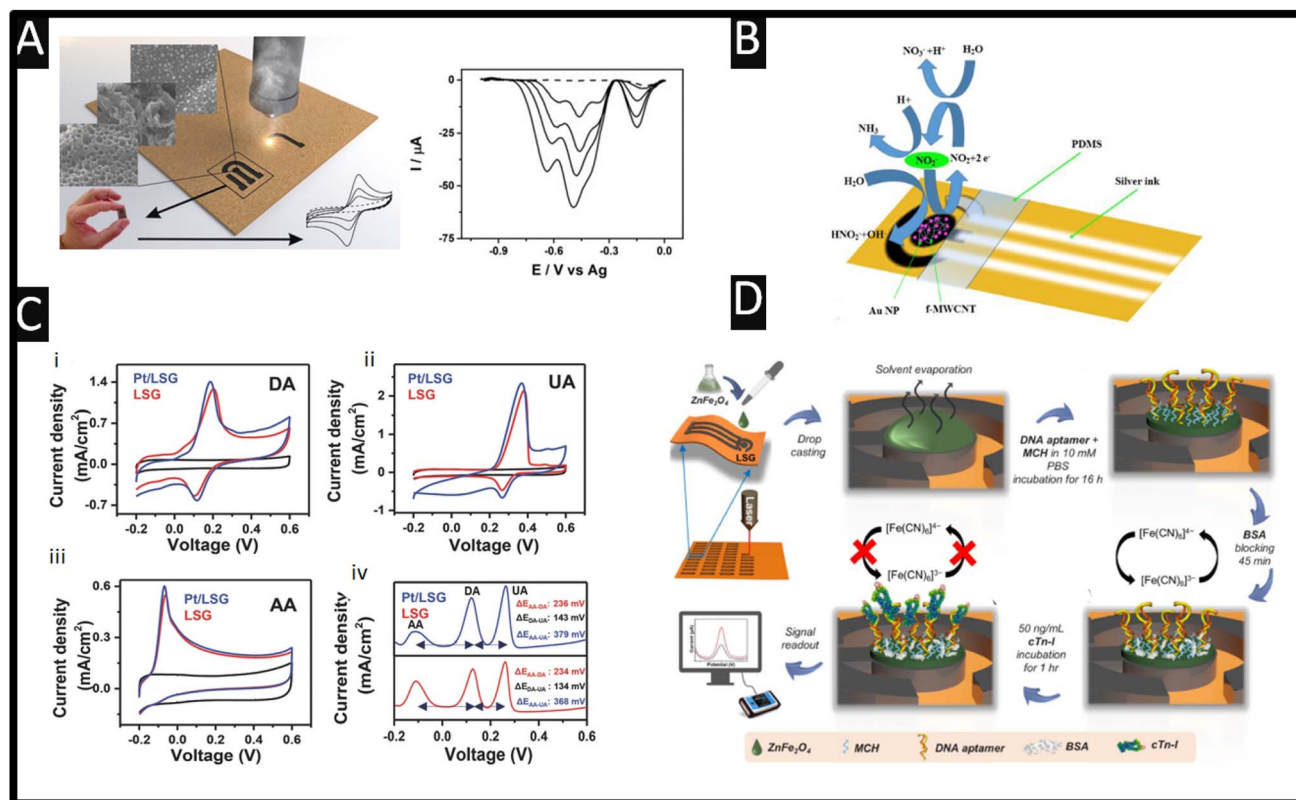 A
0
-25
-50
-75
I / μA
-0.9
-0.6
-0.3
0.0
E / V vs Ag
B
NO₃⁻ +H⁺
H₂O
H+
NH₃
NO₂⁻
NO₂+2 e⁻
H₂O
HNO₂⁻+OH⁻
PDMS
Silver ink
Au NP
f-MWCNT
C
i
Pt/LSG
LSG
DA
1.4
0.7
0.0
-0.7
Current density
(mA/cm²)
0.0 0.2 0.4 0.6
Voltage (V)
ii
Pt/LSG
LSG
UA
2
1
0
-1
Current density
(mA/cm²)
-0.2 0.0 0.2 0.4 0.6
Voltage (V)
iii
Pt/LSG
LSG
AA
0.6
0.3
0.0
Current density
(mA/cm²)
-0.2 0.0 0.2 0.4 0.6
Voltage (V)
iv
Pt/LSG
LSG
AA
DA
UA
ΔE_AA-DA: 236 mV
ΔE_DA-UA: 143 mV
ΔE_AA-UA: 379 mV
ΔE_AA-DA: 234 mV
ΔE_DA-UA: 134 mV
ΔE_AA-UA: 368 mV
Current density
(mA/cm²)
-0.2 0.0 0.2 0.4 0.6
Voltage (V)
D
ZnFe₂O₄
LSG
Laser
Drop
casting
Solvent evaporation
DNA aptamer +
MCH in 10 mM
PBS
incubation for 16 h
BSA
blocking
45 min
[Fe(CN)₆]⁴⁻
[Fe(CN)₆]³⁻
[Fe(CN)₆]⁴⁻
[Fe(CN)₆]³⁻
50 ng/mL
cTn-I
incubation
for 1 hr
Signal
readout
Current (µA)
Potential (V)
ZnFe₂O₄
MCH
DNA aptamer
BSA
cTn-I